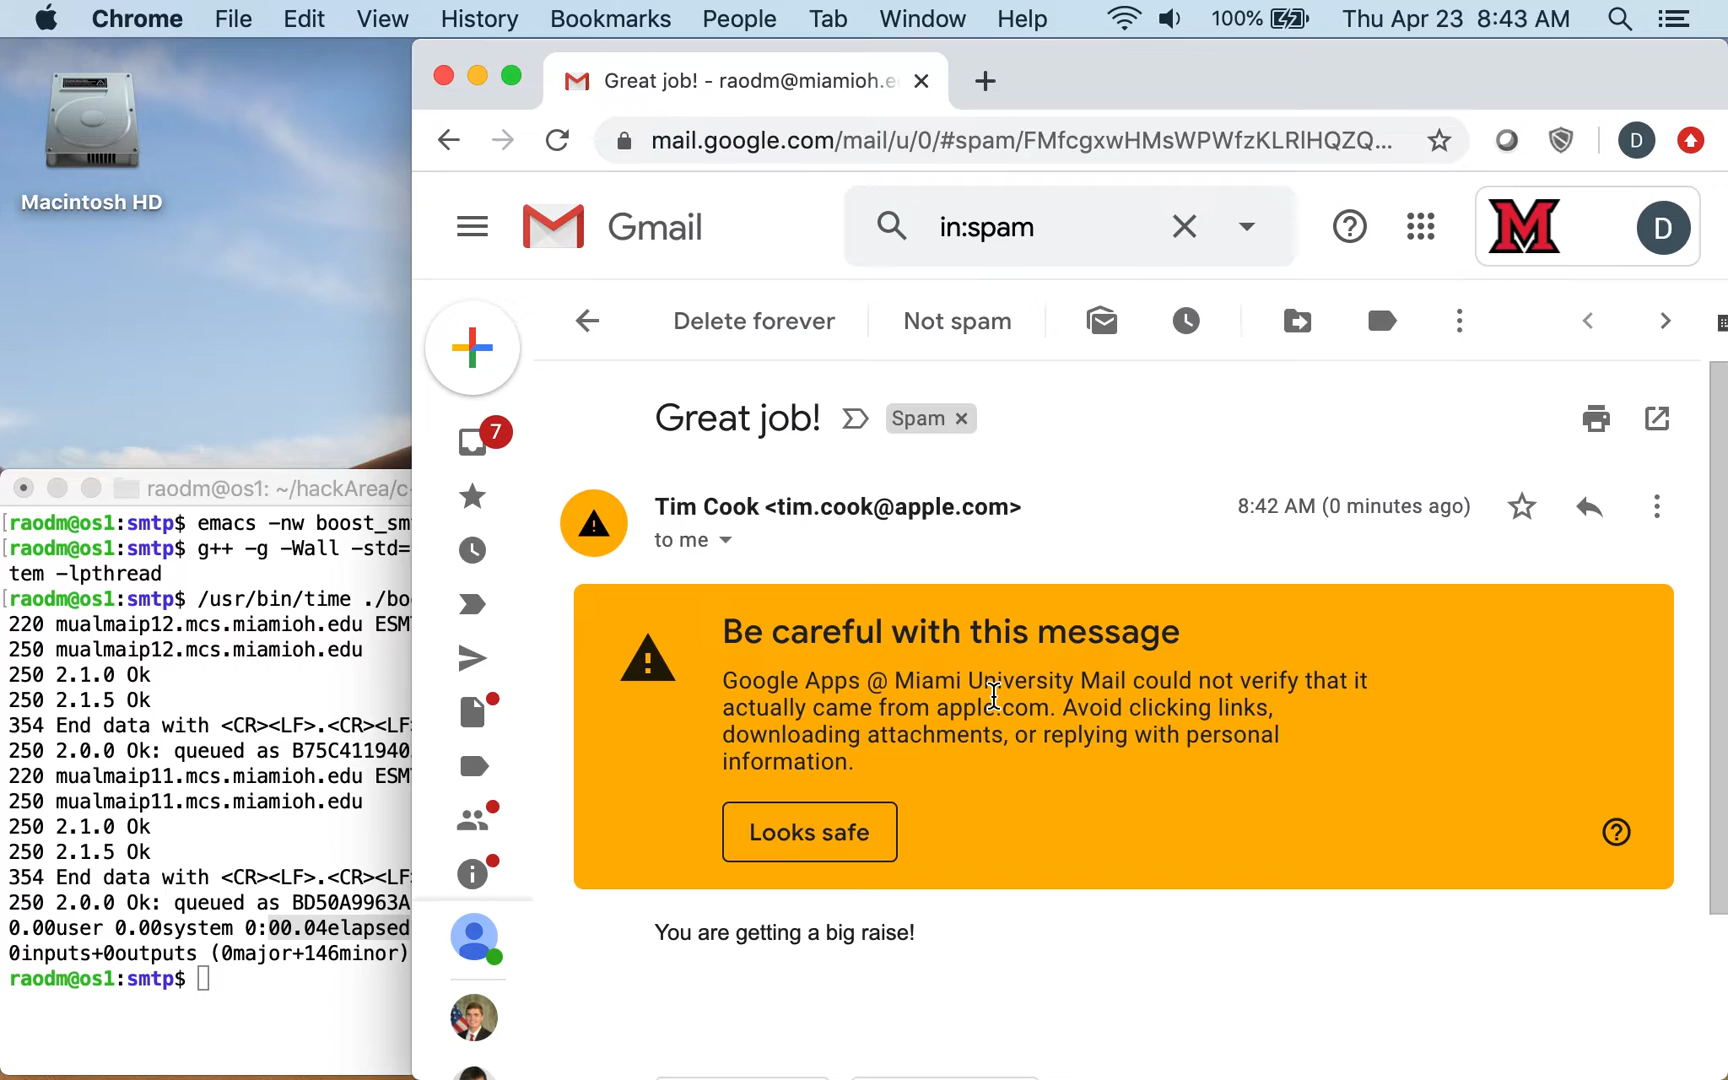 Chrome File Edit View History Bookmarks People Tab Window Help 100% Thu Apr 23 8:43 AM
Macintosh HD
Great job! - raodm@miamioh.e
mail.google.com/mail/u/0/#spam/FMfcgxwHMsWPWfzKLRlHQZQ...
D
M Gmail
in:spam
M D
Delete forever
Not spam
7
Great job!
Spam ×
Tim Cook <tim.cook@apple.com>
8:42 AM (0 minutes ago)
to me
Be careful with this message
Google Apps @ Miami University Mail could not verify that it
actually came from apple.com. Avoid clicking links,
downloading attachments, or replying with personal
information.
Looks safe
You are getting a big raise!
raodm@os1: ~/hackArea/c
[raodm@os1:smtp$ emacs -nw boost_sm
[raodm@os1:smtp$ g++ -g -Wall -std=
tem -lpthread
[raodm@os1:smtp$ /usr/bin/time ./bo
220 mualmaip12.mcs.miamioh.edu ESM
250 mualmaip12.mcs.miamioh.edu
250 2.1.0 Ok
250 2.1.5 Ok
354 End data with <CR><LF>.<CR><LF
250 2.0.0 Ok: queued as B75C411940
220 mualmaip11.mcs.miamioh.edu ESM
250 mualmaip11.mcs.miamioh.edu
250 2.1.0 Ok
250 2.1.5 Ok
354 End data with <CR><LF>.<CR><LF
250 2.0.0 Ok: queued as BD50A9963A
0.00user 0.00system 0:00.04elapsed
0inputs+0outputs (0major+146minor)
raodm@os1:smtp$